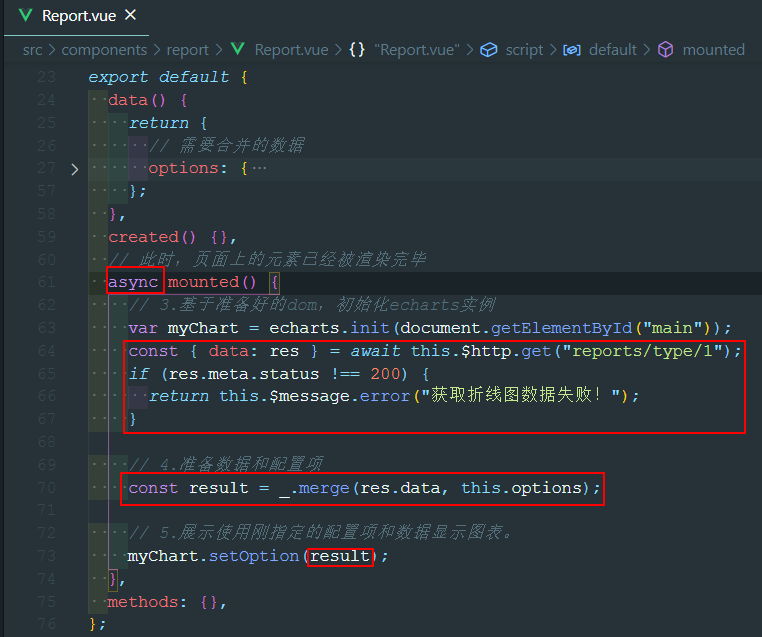 Report.vue ×
src > components > report > Report.vue > {} "Report.vue" > script > default > mounted
23 export default {
24 data() {
25 return {
26 // 需要合并的数据
27 options: { ···
57 };
58 },
59 created() {},
60 // 此时，页面上的元素已经被渲染完毕
61 async mounted() {
62 // 3.基于准备好的dom，初始化echarts实例
63 var myChart = echarts.init(document.getElementById("main"));
64 const { data: res } = await this.$http.get("reports/type/1");
65 if (res.meta.status !== 200) {
66 return this.$message.error("获取折线图数据失败！");
67 }
68
69 // 4.准备数据和配置项
70 const result = _.merge(res.data, this.options);
71
72 // 5.展示使用刚指定的配置项和数据显示图表。
73 myChart.setOption(result);
74 },
75 methods: {},
76 };